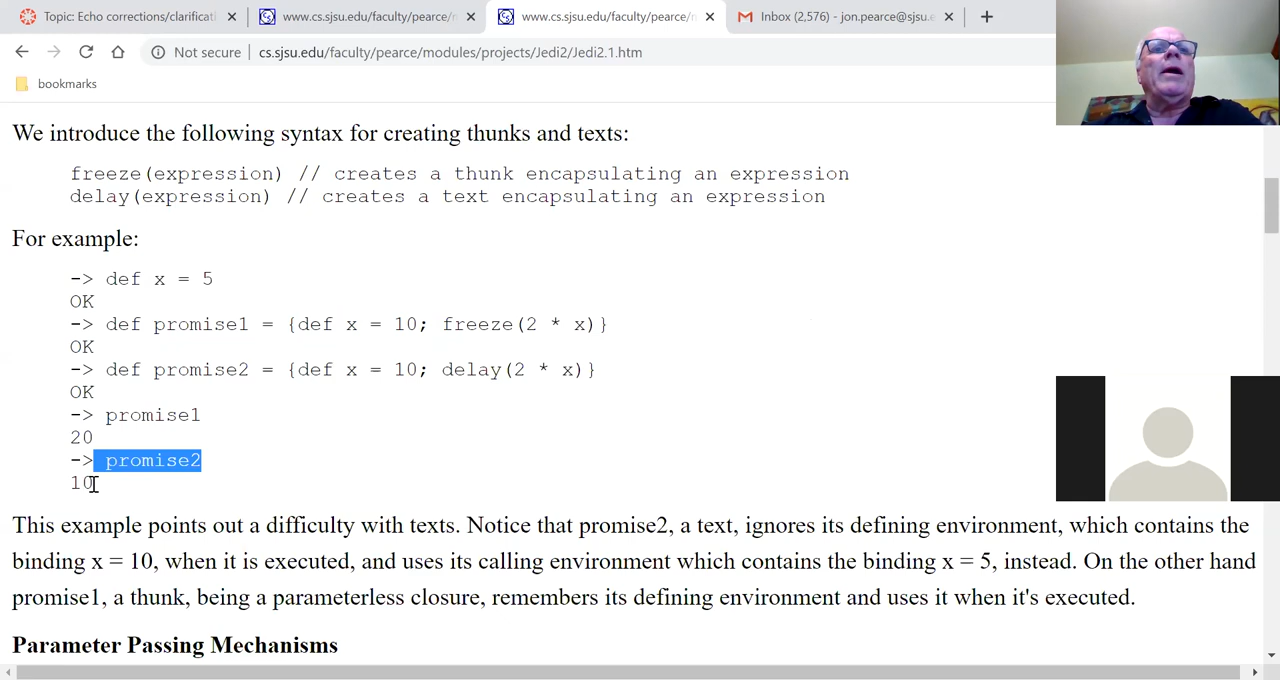 Topic: Echo corrections/clarificati
www.cs.sjsu.edu/faculty/pearce/m
www.cs.sjsu.edu/faculty/pearce/m
Inbox (2,576) - jon.pearce@sjsu.e
Not secure
cs.sjsu.edu/faculty/pearce/modules/projects/Jedi2/Jedi2.1.htm
bookmarks
We introduce the following syntax for creating thunks and texts:
freeze(expression) // creates a thunk encapsulating an expression
delay(expression) // creates a text encapsulating an expression
For example:
-> def x = 5
OK
-> def promise1 = {def x = 10; freeze(2 * x)}
OK
-> def promise2 = {def x = 10; delay(2 * x)}
OK
-> promise1
20
-> promise2
10
This example points out a difficulty with texts. Notice that promise2, a text, ignores its defining environment, which contains the
binding x = 10, when it is executed, and uses its calling environment which contains the binding x = 5, instead. On the other hand
promise1, a thunk, being a parameterless closure, remembers its defining environment and uses it when it's executed.
Parameter Passing Mechanisms